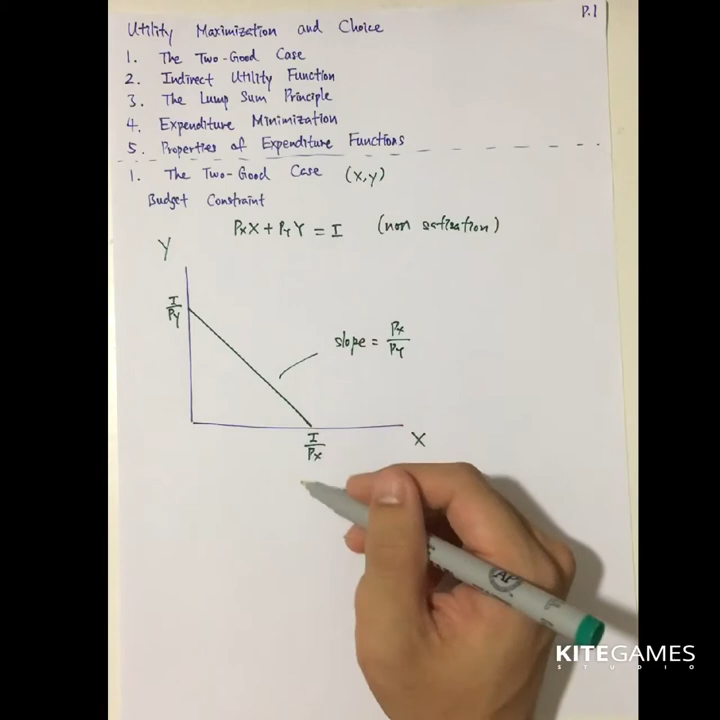 P.1
Utility Maximization and Choice
1. The Two-Good Case
2. Indirect Utility Function
3. The Lump Sum Principle
4. Expenditure Minimization
5. Properties of Expenditure Functions
1. The Two-Good Case (x,y)
Budget Constraint
PxX + PyY = I (non satiation)
Y
I/Py
slope = Px/Py
I/Px
X
AP
KITEGAMES
STUDIO